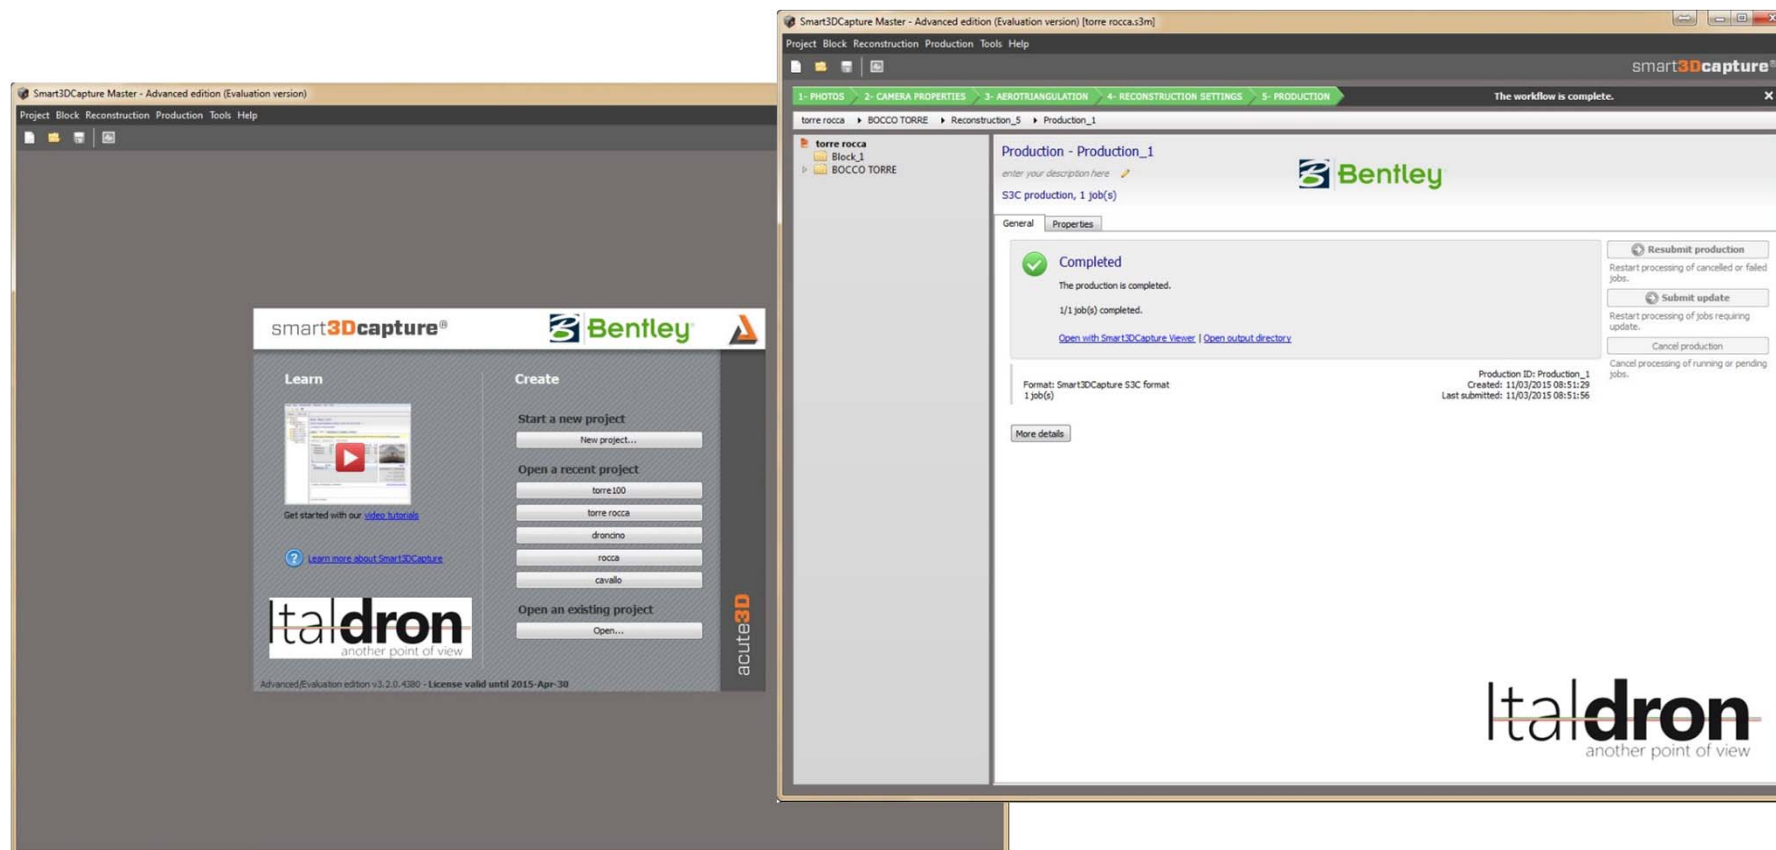 Smart3DCapture Master - Advanced edition (Evaluation version)
Project Block Reconstruction Production Tools Help
smart3Dcapture®
Bentley
Learn
Get started with our video tutorials
Learn more about Smart3DCapture
Italdron
another point of view
Create
Start a new project
New project...
Open a recent project
torre100
torre rocca
droncino
rocca
cavallo
Open an existing project
Open...
acute3D
Advanced/Evaluation edition v3.2.0.4380 - License valid until 2015-Apr-30
Smart3DCapture Master - Advanced edition (Evaluation version) [torre rocca.s3m]
Project Block Reconstruction Production Tools Help
smart3Dcapture®
1- PHOTOS 2- CAMERA PROPERTIES 3- AEROTRIANGULATION 4- RECONSTRUCTION SETTINGS 5- PRODUCTION The workflow is complete.
torre rocca BOCCO TORRE Reconstruction_5 Production_1
torre rocca
Block_1
BOCCO TORRE
Production - Production_1
enter your description here
S3C production, 1 job(s)
Bentley
General Properties
Completed
The production is completed.
1/1 job(s) completed.
Open with Smart3DCapture Viewer | Open output directory
Resubmit production
Restart processing of cancelled or failed
jobs.
Submit update
Restart processing of jobs requiring
update.
Cancel production
Cancel processing of running or pending
jobs.
Format: Smart3DCapture S3C format
1 job(s)
Production ID: Production_1
Created: 11/03/2015 08:51:29
Last submitted: 11/03/2015 08:51:56
More details
Italdron
another point of view